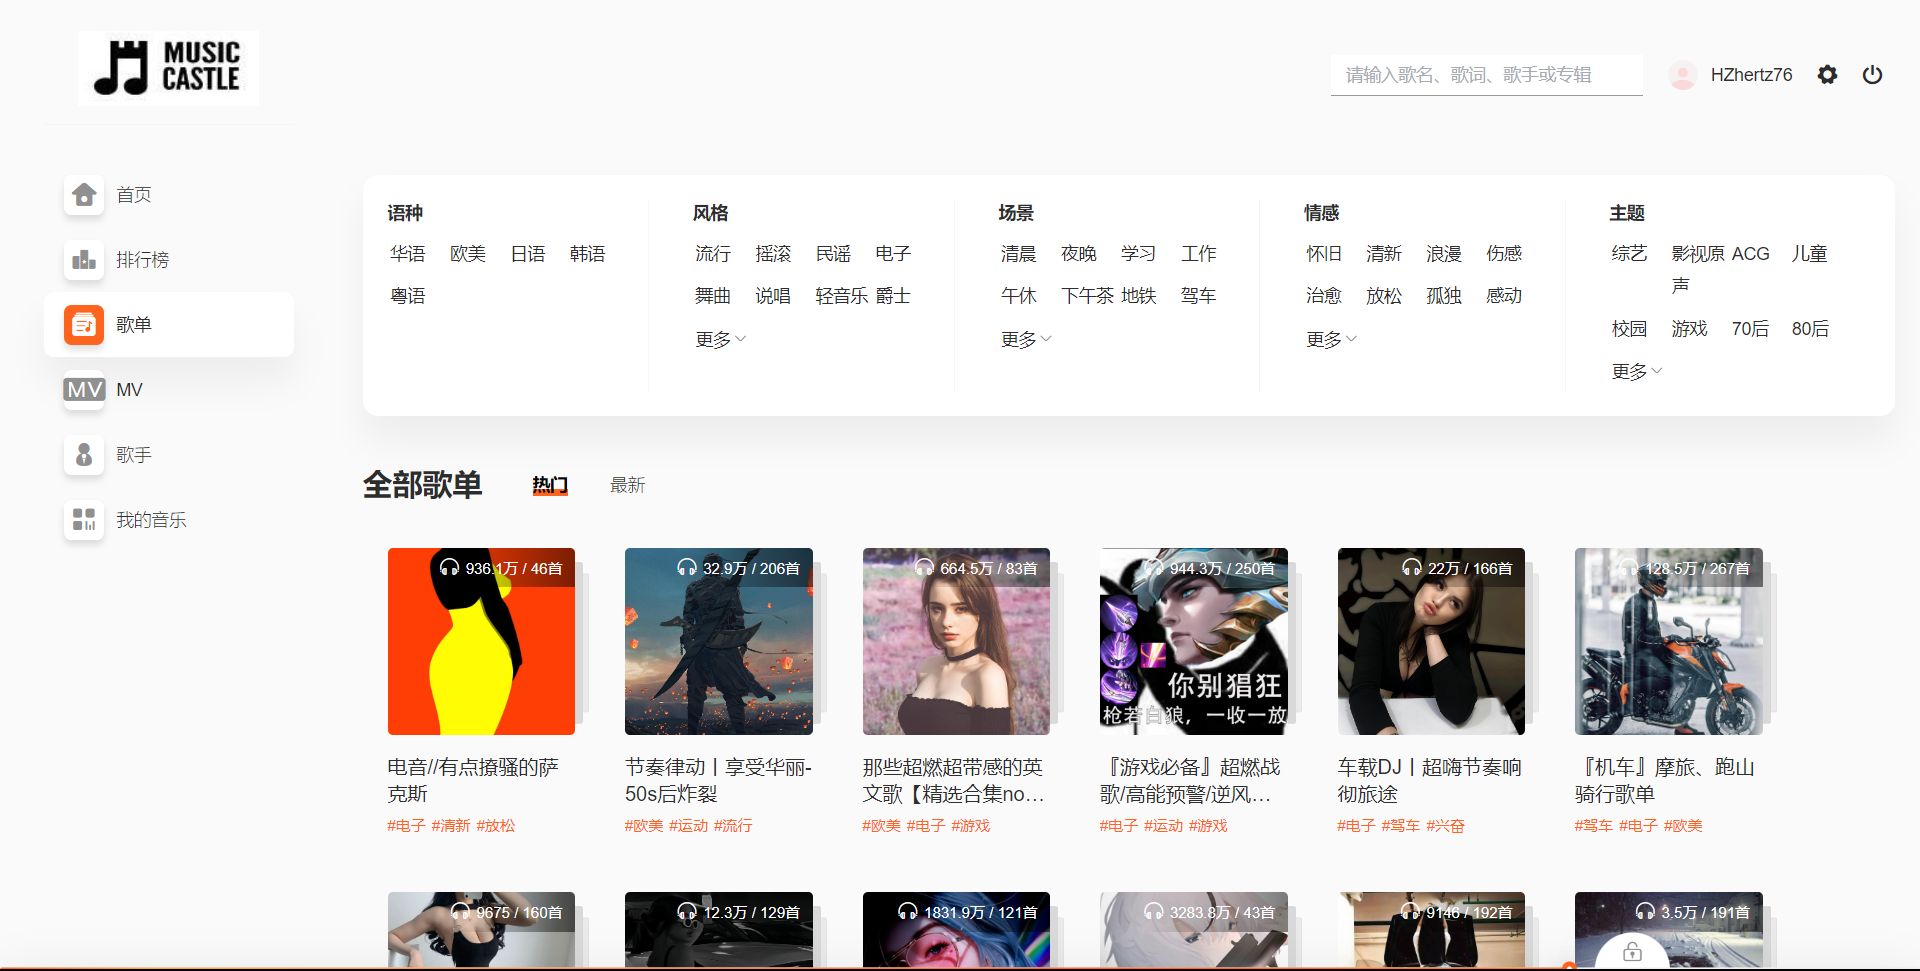 MUSIC
CASTLE
请输入歌名、歌词、歌手或专辑
HZhertz76
首页
排行榜
歌单
MV MV
歌手
我的音乐
语种
华语 欧美 日语 韩语
粤语
风格
流行 摇滚 民谣 电子
舞曲 说唱 轻音乐 爵士
更多
场景
清晨 夜晚 学习 工作
午休 下午茶 地铁 驾车
更多
情感
怀旧 清新 浪漫 伤感
治愈 放松 孤独 感动
更多
主题
综艺 影视原声 ACG 儿童
校园 游戏 70后 80后
更多
全部歌单 热门 最新
936.1万 / 46首
电音//有点撩骚的萨
克斯
#电子 #清新 #放松
32.9万 / 206首
节奏律动丨享受华丽-
50s后炸裂
#欧美 #运动 #流行
664.5万 / 83首
那些超燃超带感的英
文歌【精选合集no…
#欧美 #电子 #游戏
944.3万 / 250首
你别猖狂
枪若白狼，一收一放
『游戏必备』超燃战
歌/高能预警/逆风…
#电子 #运动 #游戏
22万 / 166首
车载DJ丨超嗨节奏响
彻旅途
#电子 #驾车 #兴奋
128.5万 / 267首
『机车』摩旅、跑山
骑行歌单
#驾车 #电子 #欧美
9675 / 160首
12.3万 / 129首
1831.9万 / 121首
3283.8万 / 43首
9146 / 192首
3.5万 / 191首